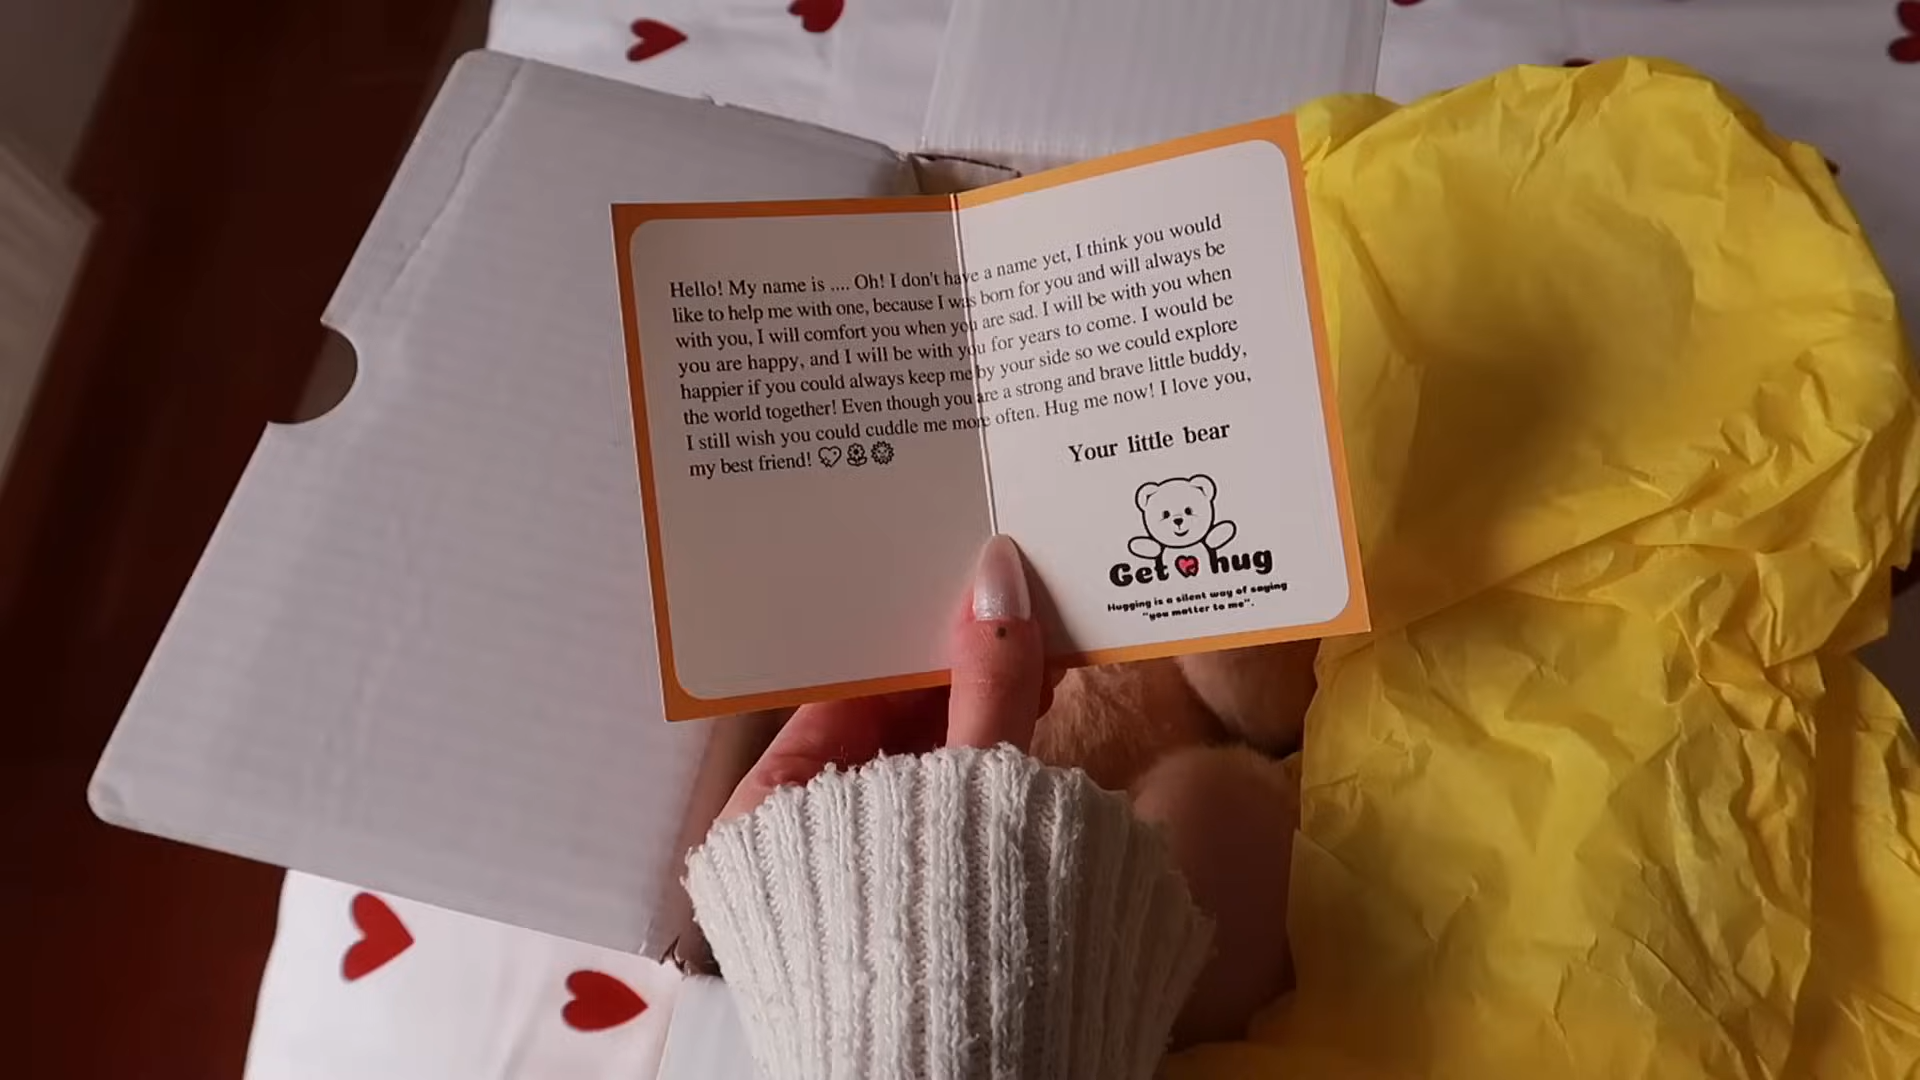 Hello! My name is .... Oh! I don't have a name yet, I think you would
like to help me with one, because I was born for you and will always be
with you, I will comfort you when you are sad. I will be with you when
you are happy, and I will be with you for years to come. I would be
happier if you could always keep me by your side so we could explore
the world together! Even though you are a strong and brave little buddy,
I still wish you could cuddle me more often. Hug me now! I love you,
my best friend!
Your little bear
Get hug
Hugging is a silent way of saying
"you matter to me".